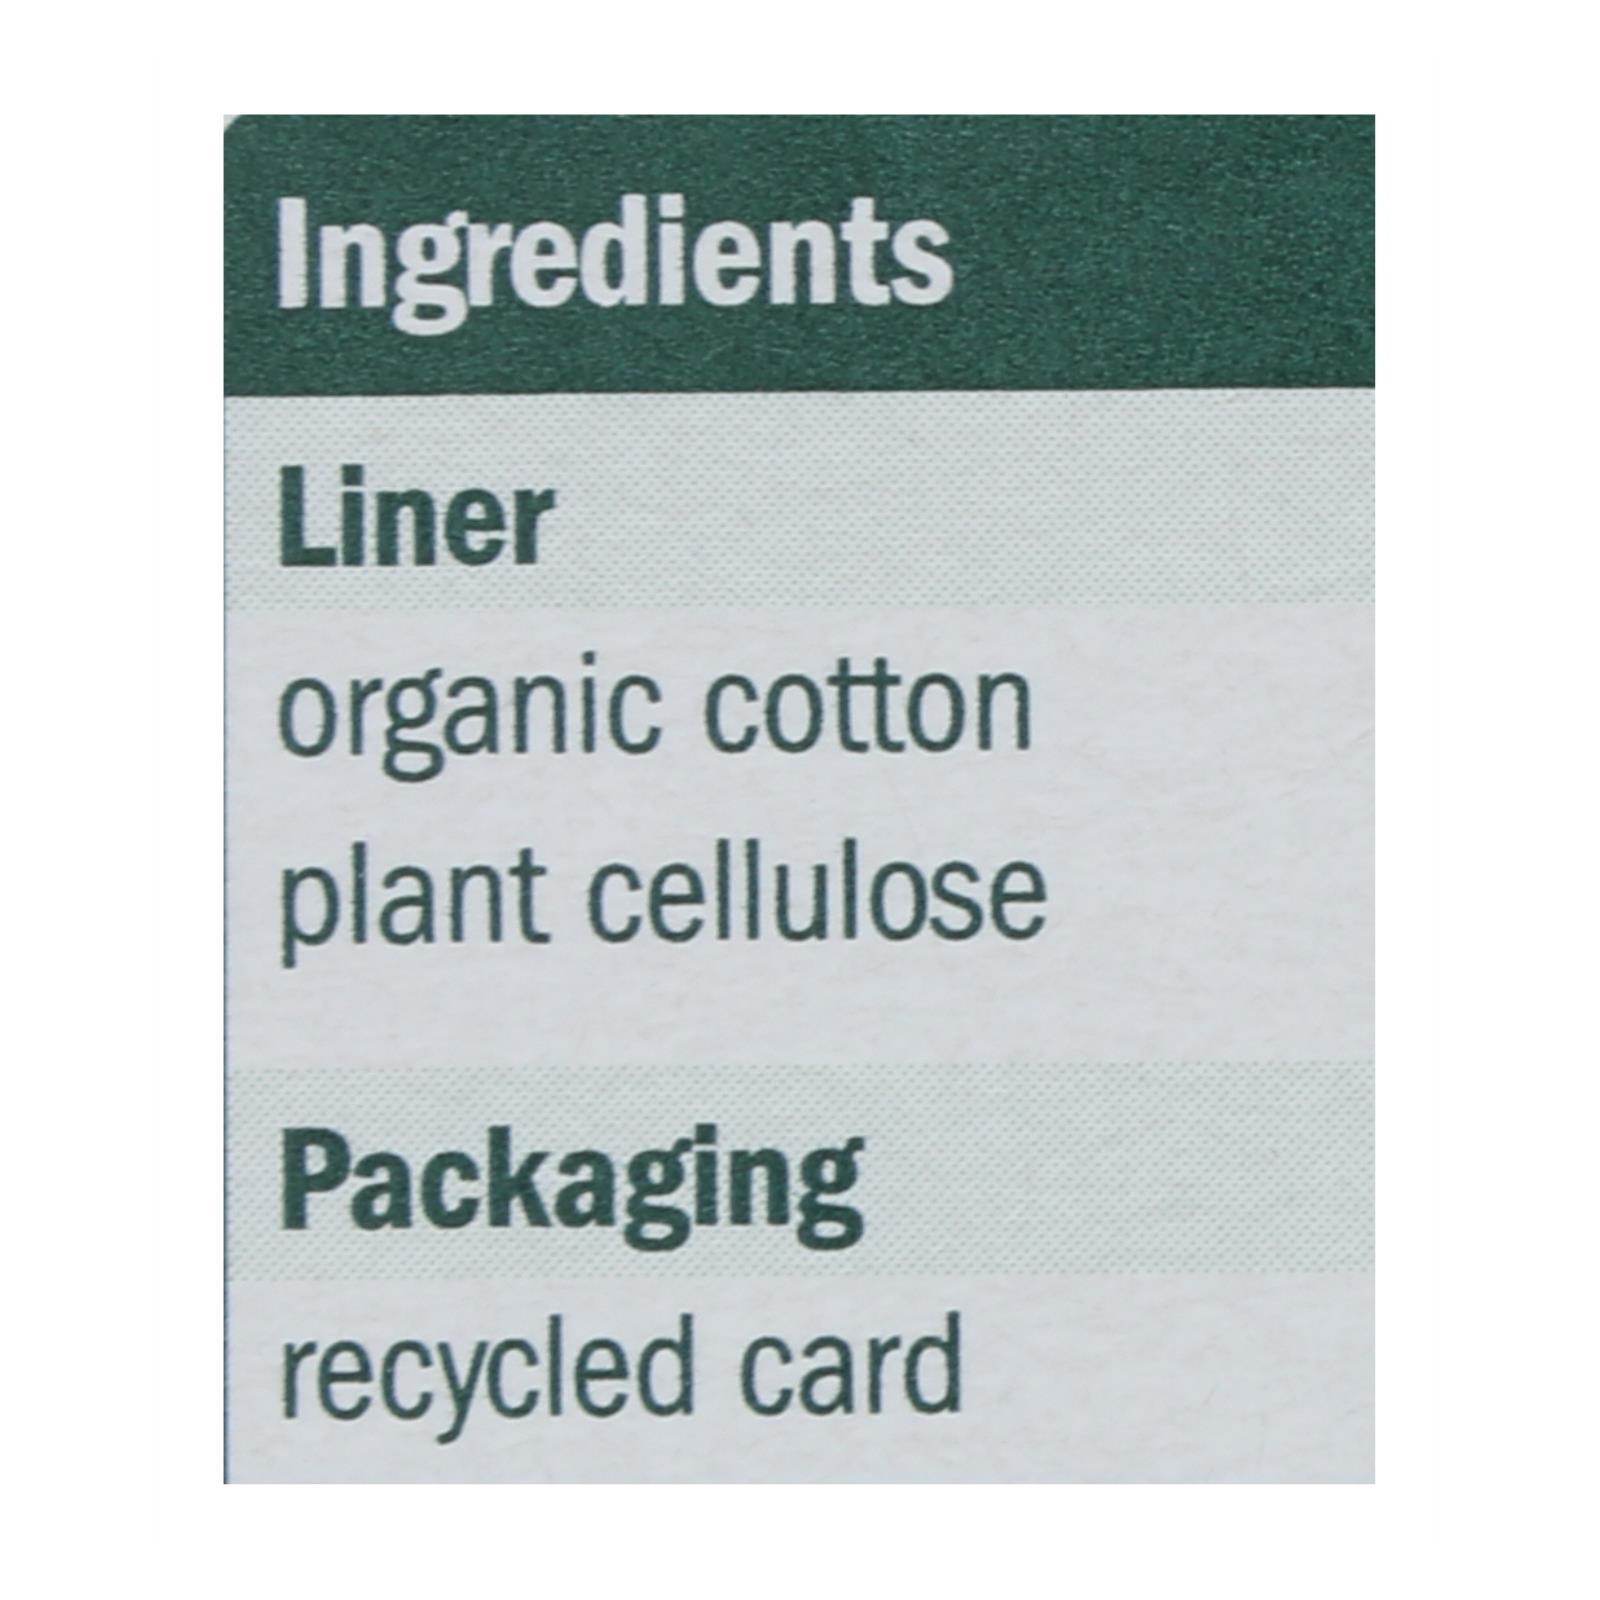 Ingredients
Liner
organic cotton
plant cellulose
Packaging
recycled card